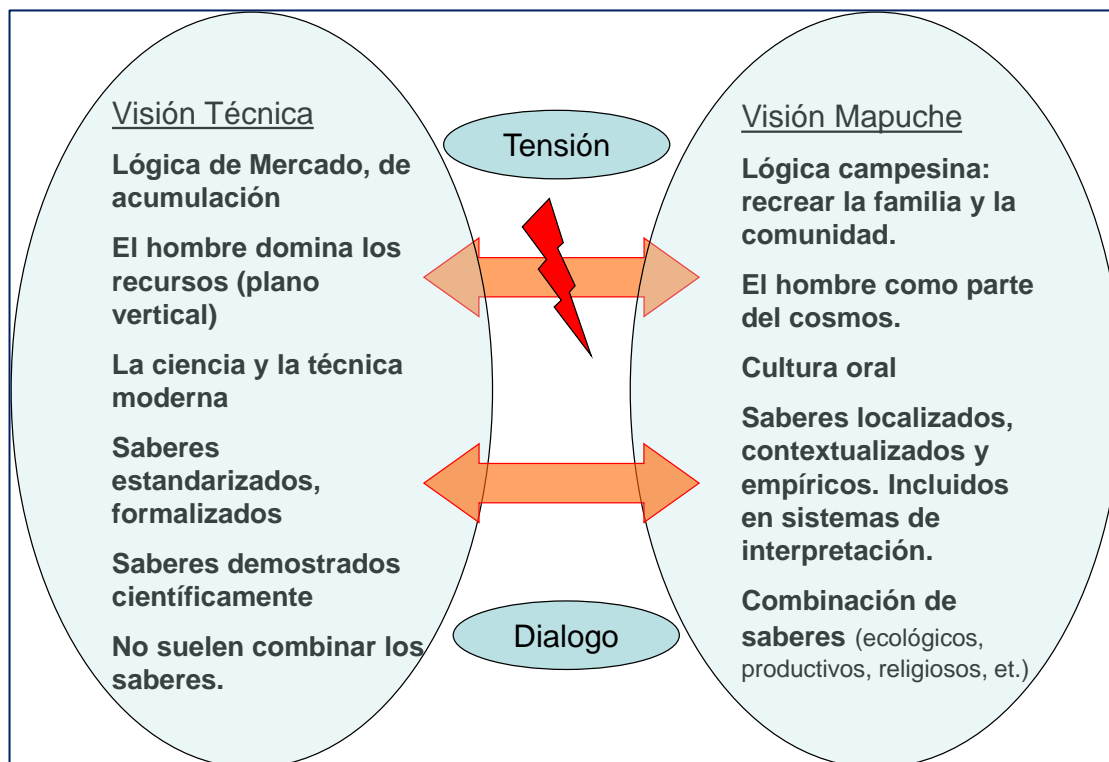 Visión Técnica
Lógica de Mercado, de
acumulación
El hombre domina los
recursos (plano
vertical)
La ciencia y la técnica
moderna
Saberes
estandarizados,
formalizados
Saberes demostrados
científicamente
No suelen combinar los
saberes.
Tensión
Dialogo
Visión Mapuche
Lógica campesina:
recrear la familia y la
comunidad.
El hombre como parte
del cosmos.
Cultura oral
Saberes localizados,
contextualizados y
empíricos. Incluidos
en sistemas de
interpretación.
Combinación de
saberes (ecológicos,
productivos, religiosos, et.)